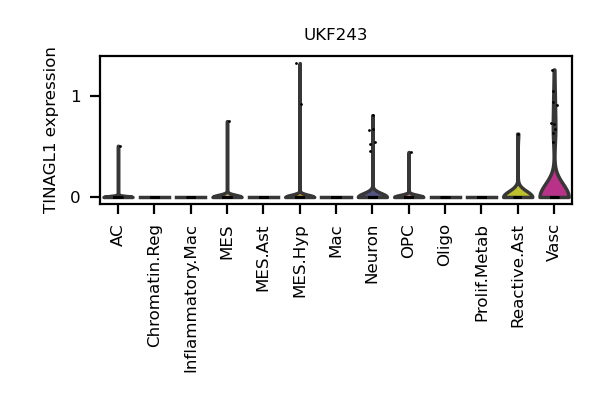 UKF243
TINAGL1 expression
1
0
AC
Chromatin.Reg
Inflammatory.Mac
MES
MES.Ast
MES.Hyp
Mac
Neuron
OPC
Oligo
Prolif.Metab
Reactive.Ast
Vasc